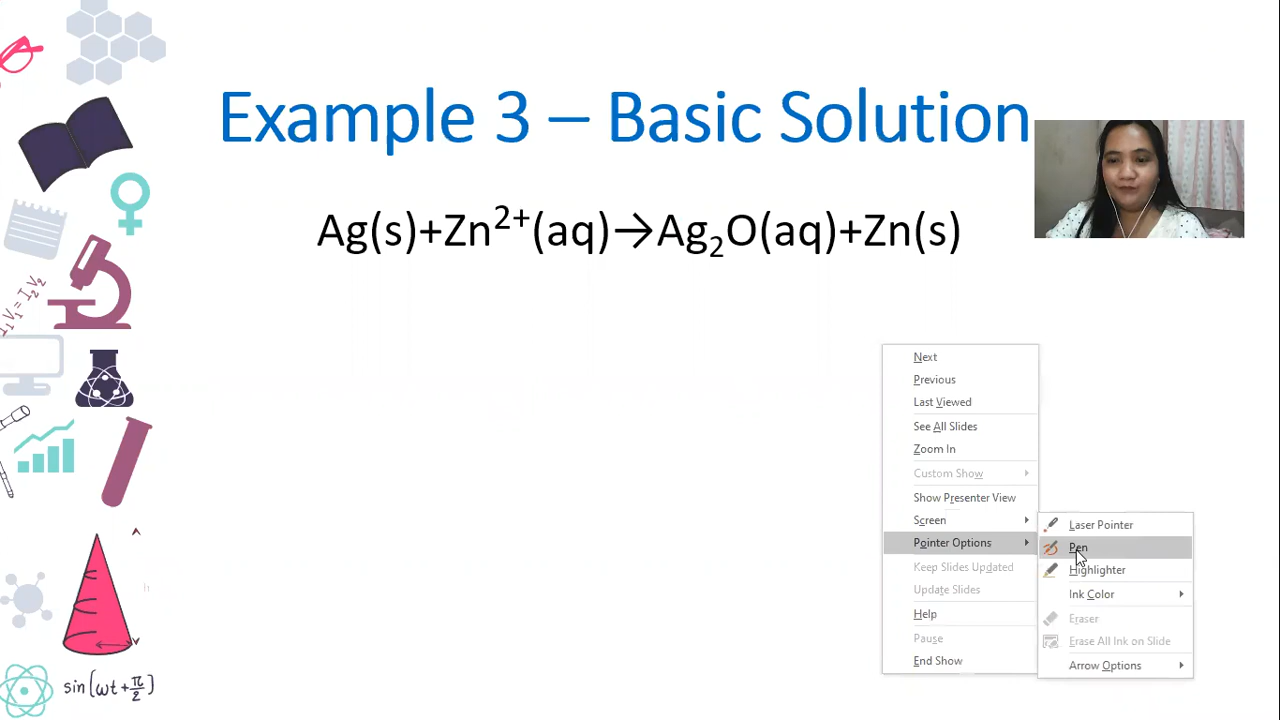 Example 3 – Basic Solution
Ag(s)+Zn²⁺(aq)→Ag₂O(aq)+Zn(s)
I₁V₁ = I₂V₂
Next
Previous
Last Viewed
See All Slides
Zoom In
Custom Show
Show Presenter View
Screen
Pointer Options
Keep Slides Updated
Update Slides
Help
Pause
End Show
Laser Pointer
Pen
Highlighter
Ink Color
Eraser
Erase All Ink on Slide
Arrow Options
sin(ωt+π/2)